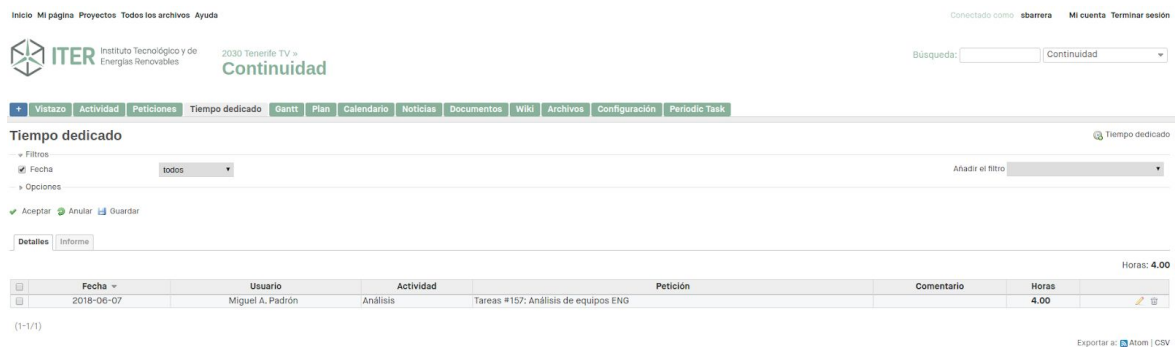 Inicio Mi página Proyectos Todos los archivos Ayuda
Conectado como sbarrera Mi cuenta Terminar sesión
ITER Instituto Tecnológico y de Energías Renovables
2030 Tenerife TV »
Continuidad
Búsqueda: Continuidad
+ Vistazo Actividad Peticiones Tiempo dedicado Gantt Plan Calendario Noticias Documentos Wiki Archivos Configuración Periodic Task
Tiempo dedicado
Tiempo dedicado
Filtros
Fecha todos Añadir el filtro
Opciones
Aceptar Anular Guardar
Detalles Informe
Horas: 4.00
Fecha Usuario Actividad Petición Comentario Horas
2018-06-07 Miguel A. Padrón Análisis Tareas #157: Análisis de equipos ENG 4.00
(1-1/1)
Exportar a: Atom | CSV